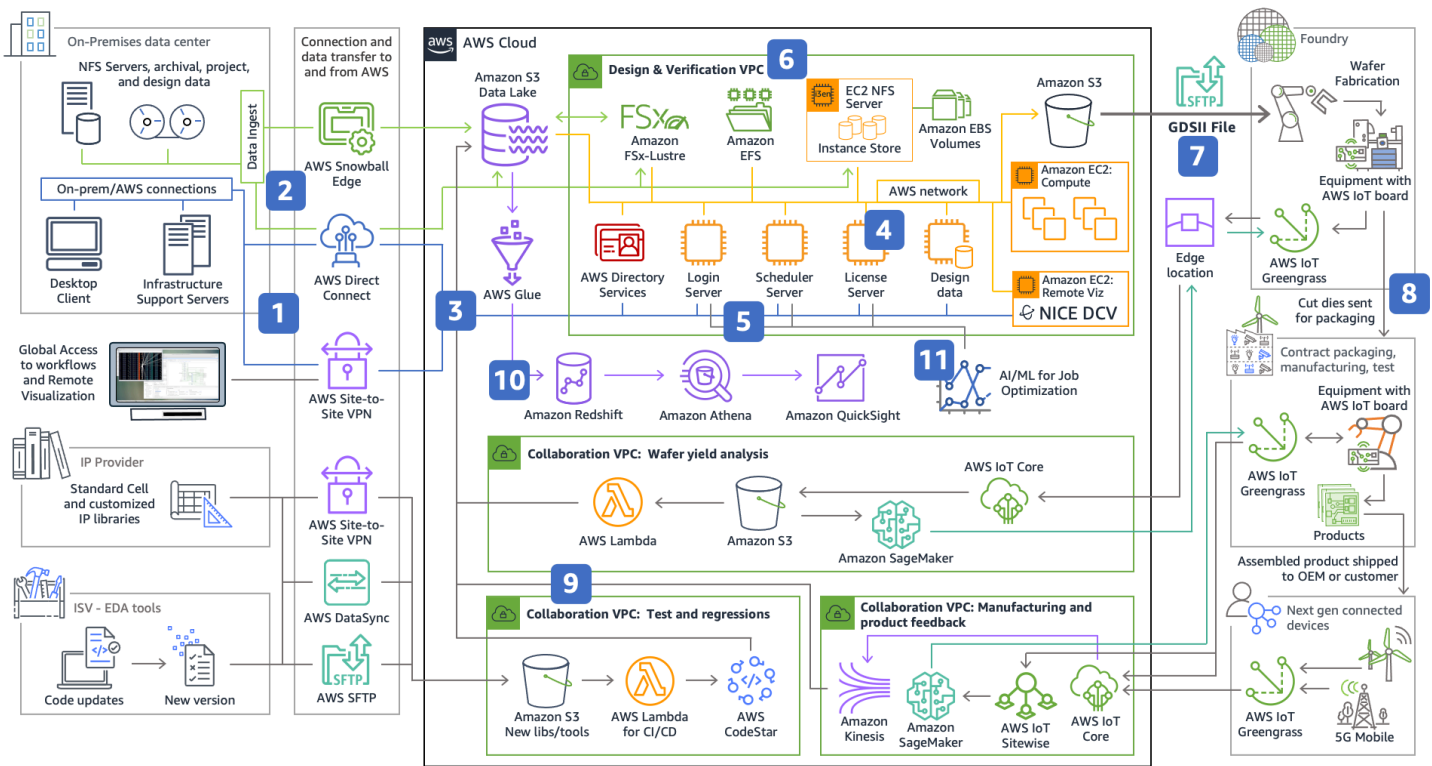 On-Premises data center
NFS Servers, archival, project,
and design data
Data Ingest
On-prem/AWS connections
2
Desktop
Client
Infrastructure
Support Servers
1
Global Access
to workflows
and Remote
Visualization
IP Provider
Standard Cell
and customized
IP libraries
ISV - EDA tools
Code updates
New version
Connection and
data transfer to
and from AWS
AWS Snowball
Edge
AWS Direct
Connect
AWS Site-to-
Site VPN
AWS Site-to-
Site VPN
AWS DataSync
SFTP
AWS SFTP
aws
AWS Cloud
Amazon S3
Data Lake
3
AWS Glue
Design & Verification VPC
6
FSx
Amazon
FSx-Lustre
Amazon
EFS
i3en
EC2 NFS
Server
Instance Store
Amazon EBS
Volumes
Amazon S3
AWS network
Amazon EC2:
Compute
4
AWS Directory
Services
Login
Server
Scheduler
Server
License
Server
Design
data
Amazon EC2:
Remote Viz
NICE DCV
5
10
Amazon Redshift
Amazon Athena
Amazon QuickSight
11
AI/ML for Job
Optimization
Collaboration VPC: Wafer yield analysis
AWS Lambda
Amazon S3
Amazon SageMaker
AWS IoT Core
9
Collaboration VPC: Test and regressions
Amazon S3
New libs/tools
AWS Lambda
for CI/CD
AWS
CodeStar
Collaboration VPC: Manufacturing and
product feedback
Amazon
Kinesis
Amazon
SageMaker
AWS IoT
Sitewise
AWS IoT
Core
SFTP
GDSII File
7
Edge
location
Foundry
Wafer
Fabrication
Equipment with
AWS IoT board
AWS IoT
Greengrass
8
Cut dies sent
for packaging
Contract packaging,
manufacturing, test
Equipment with
AWS IoT board
AWS IoT
Greengrass
Products
Assembled product shipped
to OEM or customer
Next gen connected
devices
AWS IoT
Greengrass
5G Mobile